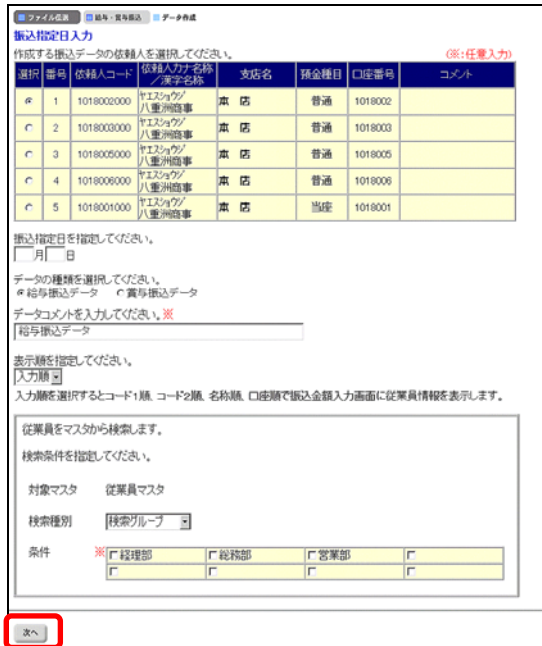 ファイル伝送 給与・賞与振込 データ作成
振込指定日入力
作成する振込データの依頼人を選択してください。 (※:任意入力)
選択 番号 依頼人コード 依頼人カナ名称／漢字名称 支店名 預金種目 口座番号 コメント
1 1018002000 ﾔｴｽｼｮｳｼﾞ 八重洲商事 本 店 普通 1018002
2 1018003000 ﾔｴｽｼｮｳｼﾞ 八重洲商事 本 店 普通 1018003
3 1018005000 ﾔｴｽｼｮｳｼﾞ 八重洲商事 本 店 普通 1018005
4 1018006000 ﾔｴｽｼｮｳｼﾞ 八重洲商事 本 店 普通 1018006
5 1018001000 ﾔｴｽｼｮｳｼﾞ 八重洲商事 本 店 当座 1018001
振込指定日を指定してください。
月 日
データの種類を選択してください。
給与振込データ 賞与振込データ
データコメントを入力してください。※
給与振込データ
表示順を指定してください。
入力順
入力順を選択するとコード1順、コード2順、名称順、口座順で振込金額入力画面に従業員情報を表示します。
従業員をマスタから検索します。
検索条件を指定してください。
対象マスタ 従業員マスタ
検索種別 検索グループ
条件 ※ 経理部 総務部 営業部
次へ